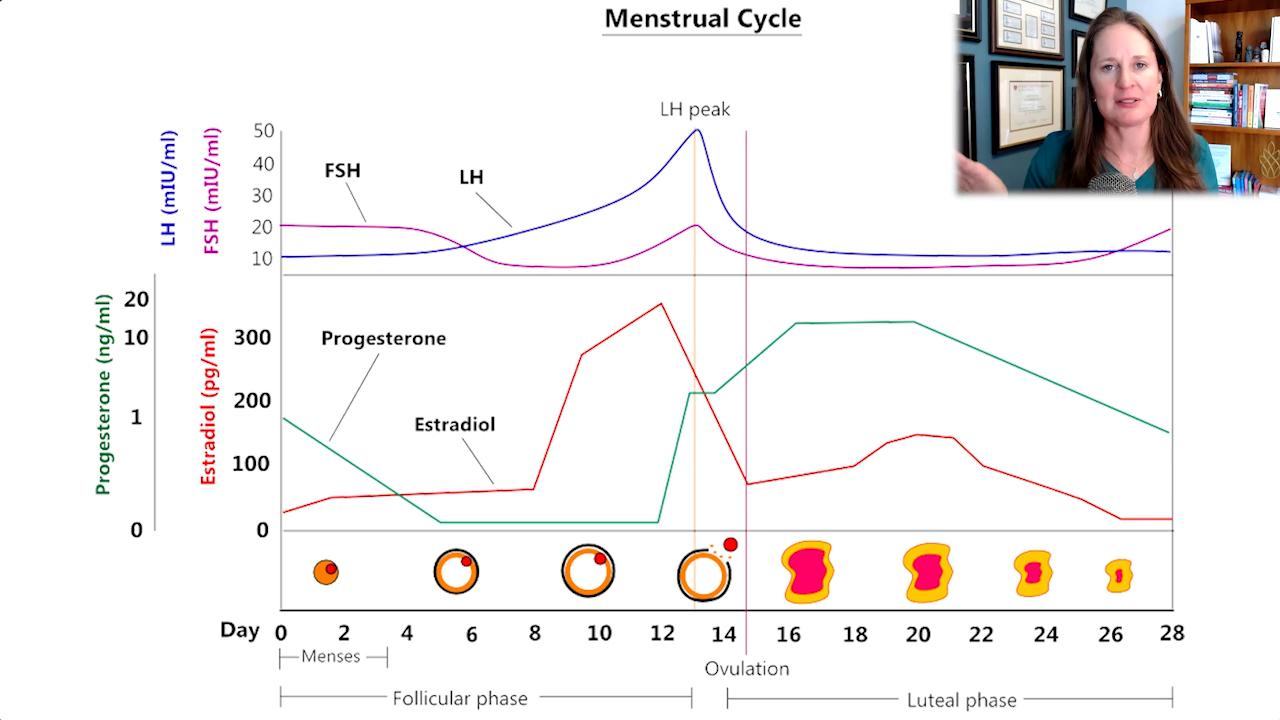 Menstrual Cycle
LH peak
LH (mIU/ml)
FSH (mIU/ml)
50
40
30
20
10
FSH
LH
Progesterone (ng/ml)
20
10
1
0
Estradiol (pg/ml)
300
200
100
0
Progesterone
Estradiol
Day 0 2 4 6 8 10 12 14 16 18 20 22 24 26 28
Menses
Ovulation
Follicular phase
Luteal phase